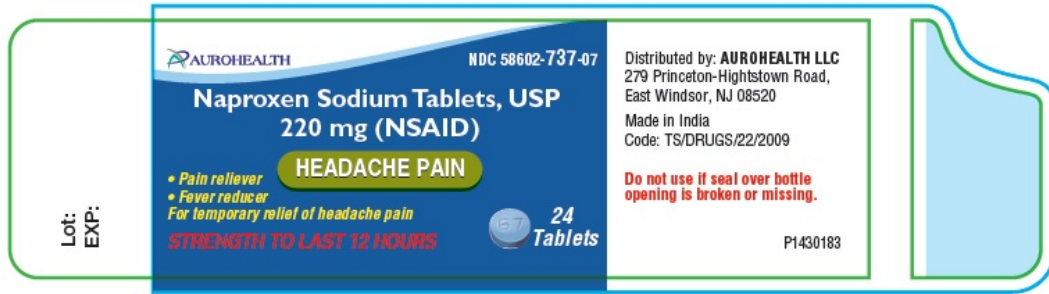 Lot:
EXP:
AUROHEALTH
NDC 58602-737-07
Naproxen Sodium Tablets, USP
220 mg (NSAID)
HEADACHE PAIN
• Pain reliever
• Fever reducer
For temporary relief of headache pain
STRENGTH TO LAST 12 HOURS
67
24
Tablets
Distributed by: AUROHEALTH LLC
279 Princeton-Hightstown Road,
East Windsor, NJ 08520
Made in India
Code: TS/DRUGS/22/2009
Do not use if seal over bottle
opening is broken or missing.
P1430183